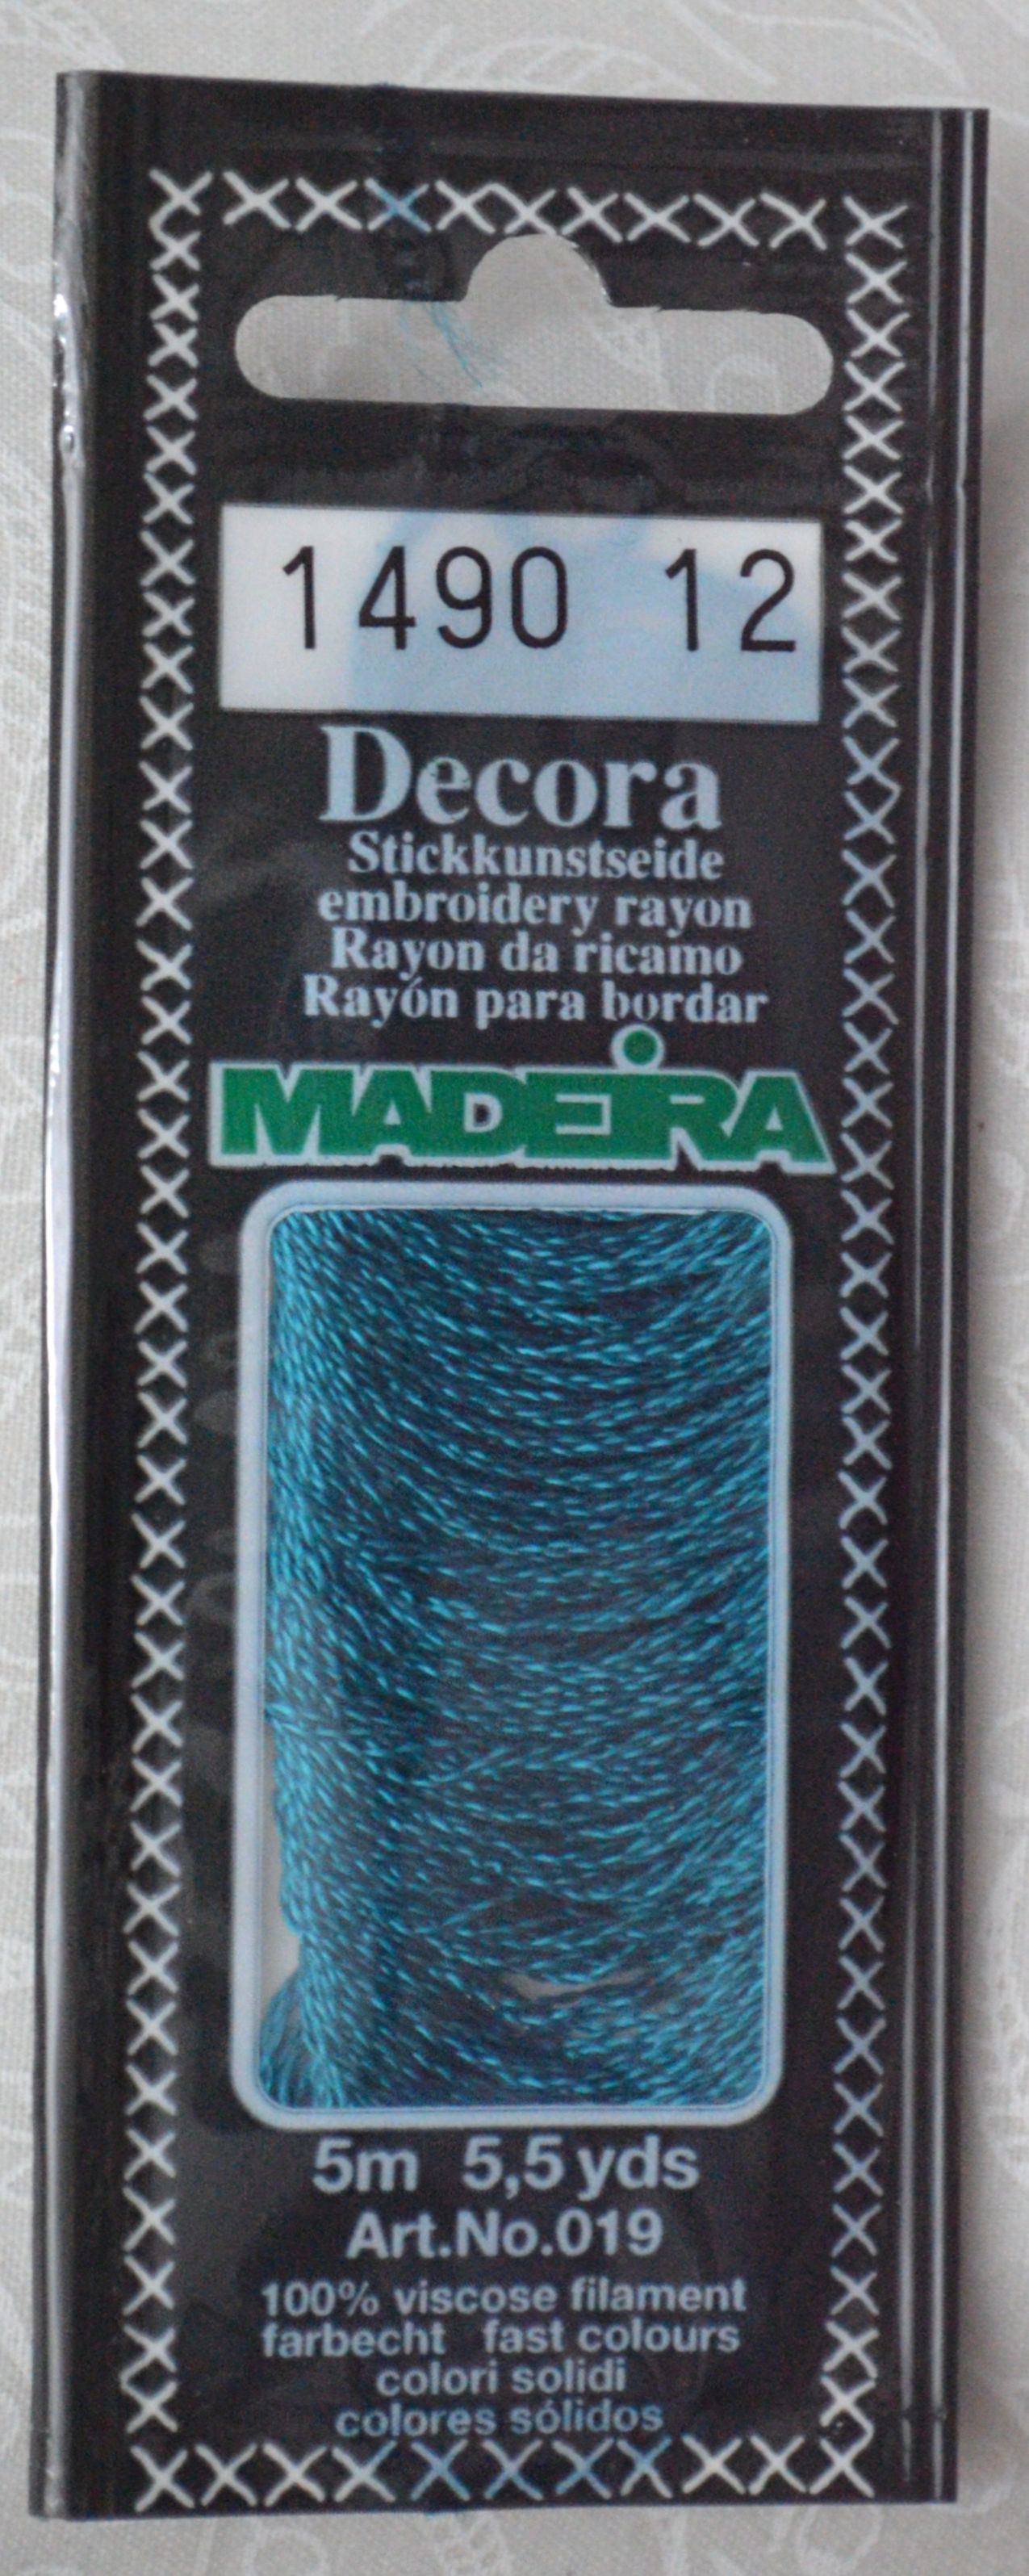 1490 12
Decora
Stickkunstseide
embroidery rayon
Rayon da ricamo
Rayón para bordar
MADEIRA
5m 5,5 yds
Art.No.019
100% viscose filament
farbecht fast colours
colori solidi
colores sólidos